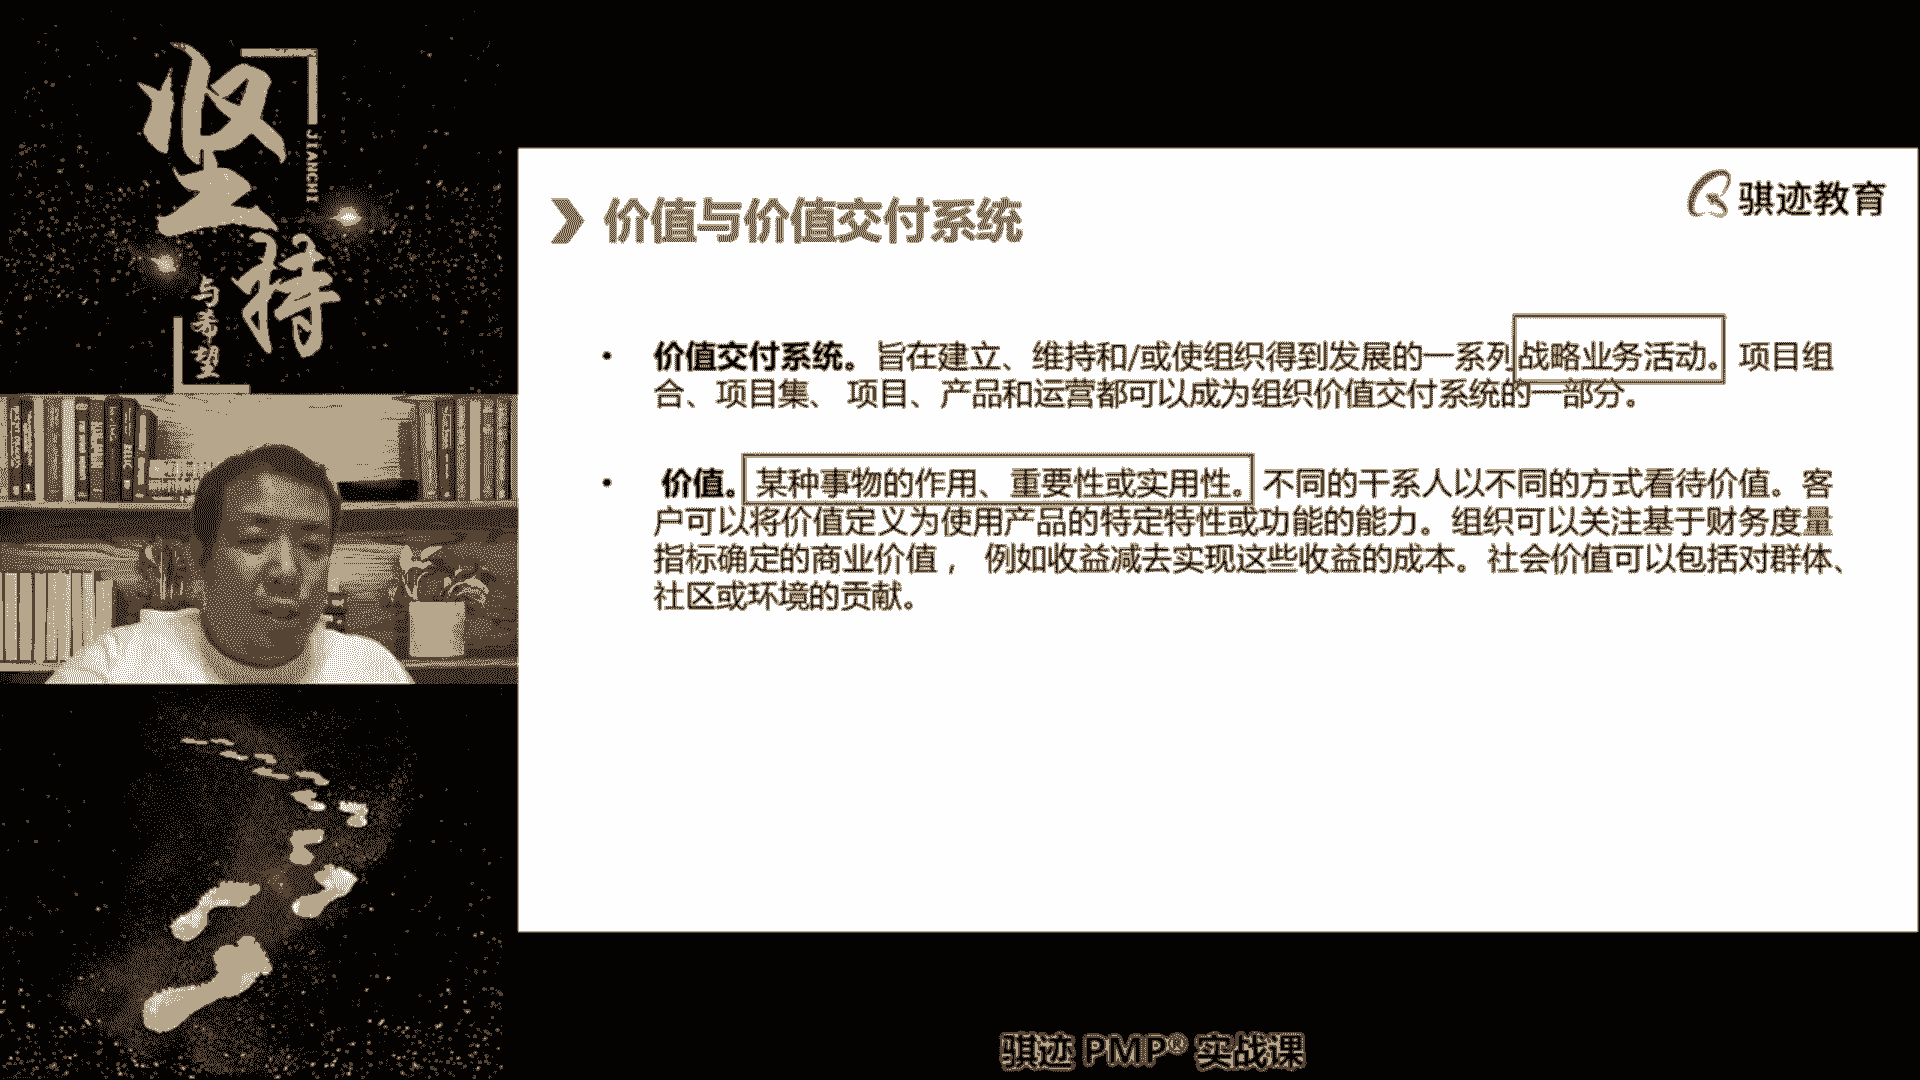 坚持
JIANCHI
与希望
骐迹教育
价值与价值交付系统
• 价值交付系统。旨在建立、维持和/或使组织得到发展的一系列战略业务活动。项目组
合、项目集、 项目、产品和运营都可以成为组织价值交付系统的一部分。
• 价值。某种事物的作用、重要性或实用性。不同的干系人以不同的方式看待价值。客
户可以将价值定义为使用产品的特定特性或功能的能力。组织可以关注基于财务度量
指标确定的商业价值， 例如收益减去实现这些收益的成本。社会价值可以包括对群体、
社区或环境的贡献。
骐迹 PMP® 实战课